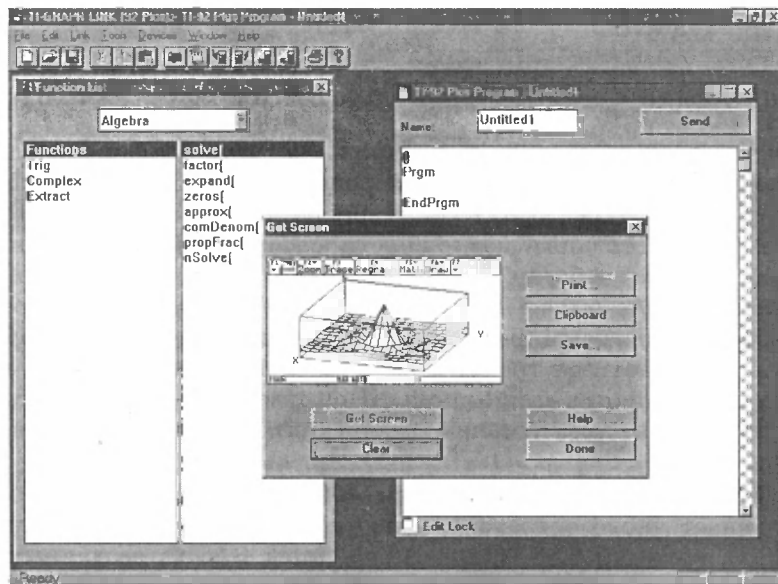 TI-GRAPH LINK (92 Plus) - TI-92 Plus Program - Untitled1
File Edit Link Tools Devices Window Help
Function List
Algebra
Functions
Trig
Complex
Extract
solve(
factor(
expand(
zeros(
approx(
comDenom(
propFrac(
nSolve(
TI-92 Plus Program - Untitled1
Name:
Untitled1
Send
Prgm
EndPrgm
Get Screen
Zoom Trace Regra Mat Draw
X
Y
Print...
Clipboard
Save...
Get Screen
Help
Clear
Done
Edit Lock
Ready